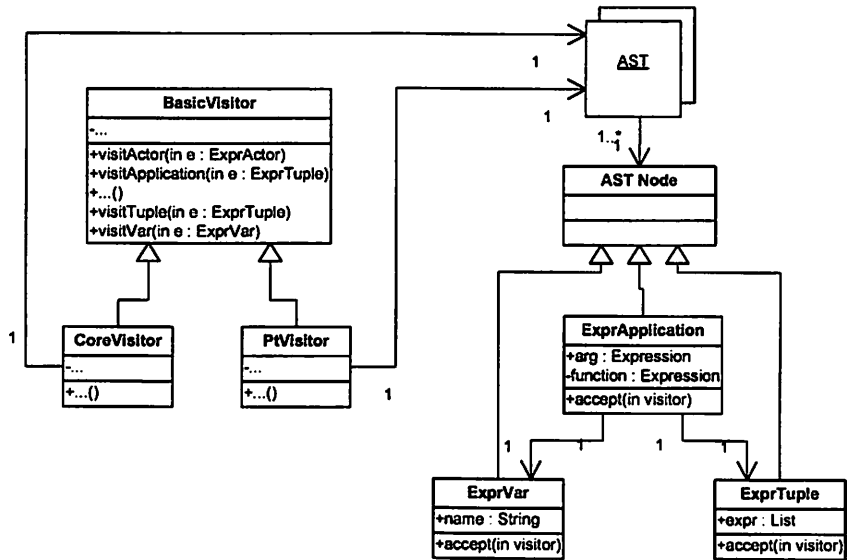 AST
1
1
BasicVisitor
-...
+visitActor(in e : ExprActor)
+visitApplication(in e : ExprTuple)
+...()
+visitTuple(in e : ExprTuple)
+visitVar(in e : ExprVar)
1..*
1
AST Node
1
CoreVisitor
-...
+...()
PtVisitor
-...
+...()
1
ExprApplication
+arg : Expression
-function : Expression
+accept(in visitor)
1
1
1
1
ExprVar
+name : String
+accept(in visitor)
ExprTuple
+expr : List
+accept(in visitor)